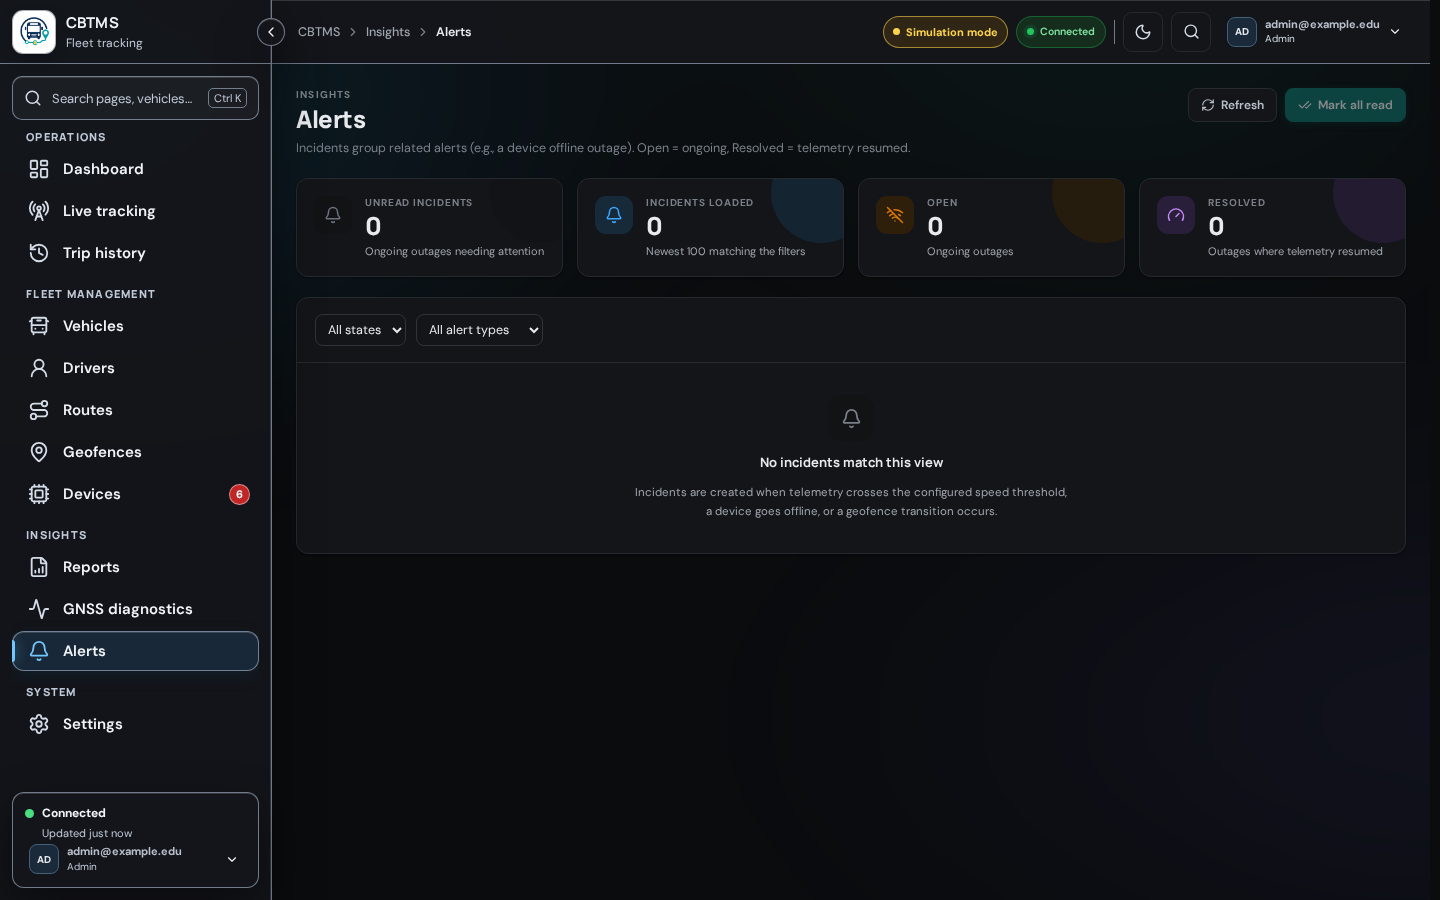 CBTMS
Fleet tracking
Search pages, vehicles... Ctrl K
OPERATIONS
Dashboard
Live tracking
Trip history
FLEET MANAGEMENT
Vehicles
Drivers
Routes
Geofences
Devices 6
INSIGHTS
Reports
GNSS diagnostics
Alerts
SYSTEM
Settings
Connected
Updated just now
AD admin@example.edu
Admin
CBTMS > Insights > Alerts
Simulation mode
Connected
AD admin@example.edu
Admin
INSIGHTS
Alerts
Incidents group related alerts (e.g., a device offline outage). Open = ongoing, Resolved = telemetry resumed.
Refresh
Mark all read
UNREAD INCIDENTS
0
Ongoing outages needing attention
INCIDENTS LOADED
0
Newest 100 matching the filters
OPEN
0
Ongoing outages
RESOLVED
0
Outages where telemetry resumed
All states
All alert types
No incidents match this view
Incidents are created when telemetry crosses the configured speed threshold,
a device goes offline, or a geofence transition occurs.